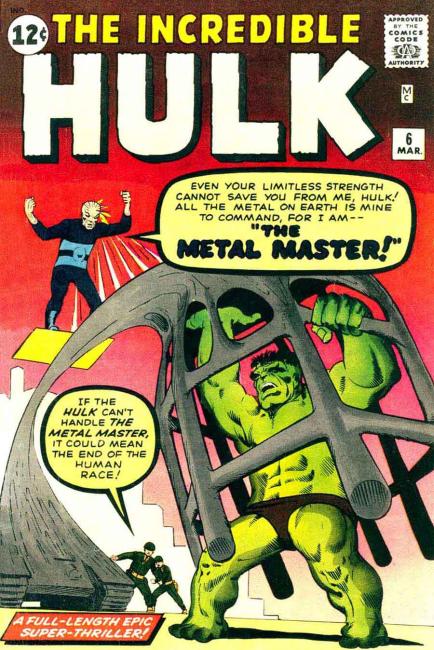 IND.
12¢
THE INCREDIBLE
HULK
APPROVED
BY THE
COMICS
CODE
AUTHORITY
M
C
6
MAR.
EVEN YOUR LIMITLESS STRENGTH
CANNOT SAVE YOU FROM ME, HULK!
ALL THE METAL ON EARTH IS MINE
TO COMMAND, FOR I AM--
"THE
METAL MASTER!"
IF THE
HULK CAN'T
HANDLE THE
METAL MASTER,
IT COULD MEAN
THE END OF THE
HUMAN
RACE!
A FULL-LENGTH EPIC
SUPER-THRILLER!